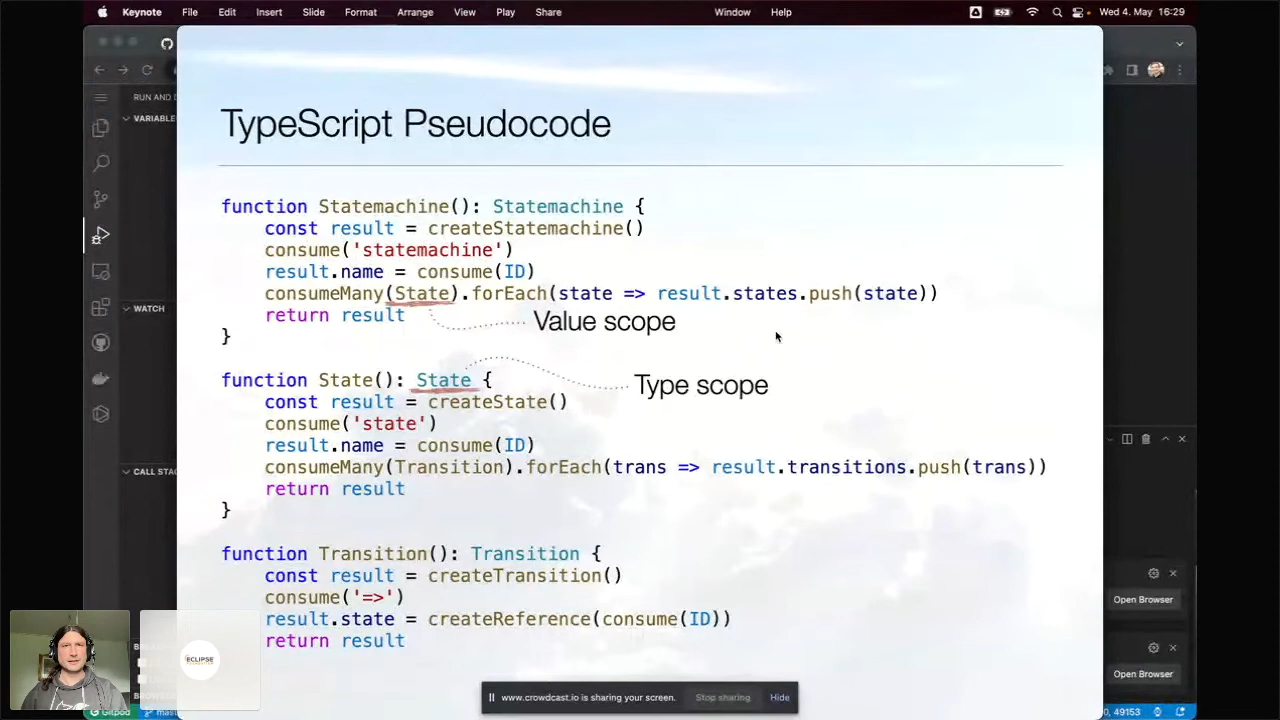 Keynote File Edit Insert Slide Format Arrange View Play Share Window Help Wed 4. May 16:29
RUN AND D
VARIABLE
WATCH
CALL STAC
TypeScript Pseudocode
function Statemachine(): Statemachine {
const result = createStatemachine()
consume('statemachine')
result.name = consume(ID)
consumeMany(State).forEach(state => result.states.push(state))
return result
}
Value scope
function State(): State {
Type scope
const result = createState()
consume('state')
result.name = consume(ID)
consumeMany(Transition).forEach(trans => result.transitions.push(trans))
return result
}
function Transition(): Transition {
const result = createTransition()
consume('=>')
result.state = createReference(consume(ID))
return result
Open Browser
Open Browser
ECLIPSE
www.crowdcast.io is sharing your screen. Stop sharing Hide
Gitpod
0, 49153